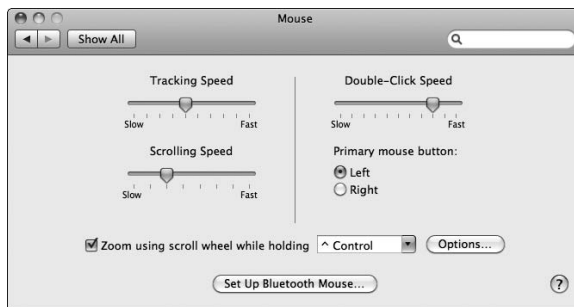 Mouse
Show All
Tracking Speed
Slow Fast
Scrolling Speed
Slow Fast
Double-Click Speed
Slow Fast
Primary mouse button:
Left
Right
Zoom using scroll wheel while holding ^ Control Options...
Set Up Bluetooth Mouse... ?